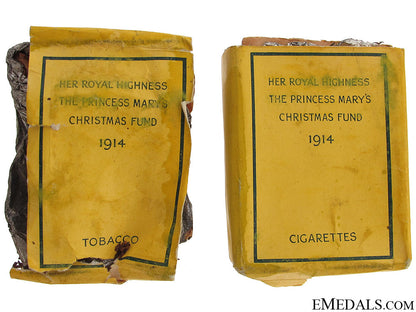 HER ROYAL HIGHNESS
THE PRINCESS MARY'S
CHRISTMAS FUND
1914
TOBACCO
HER ROYAL HIGHNESS
THE PRINCESS MARY'S
CHRISTMAS FUND
1914
CIGARETTES
EMEDALS.COM